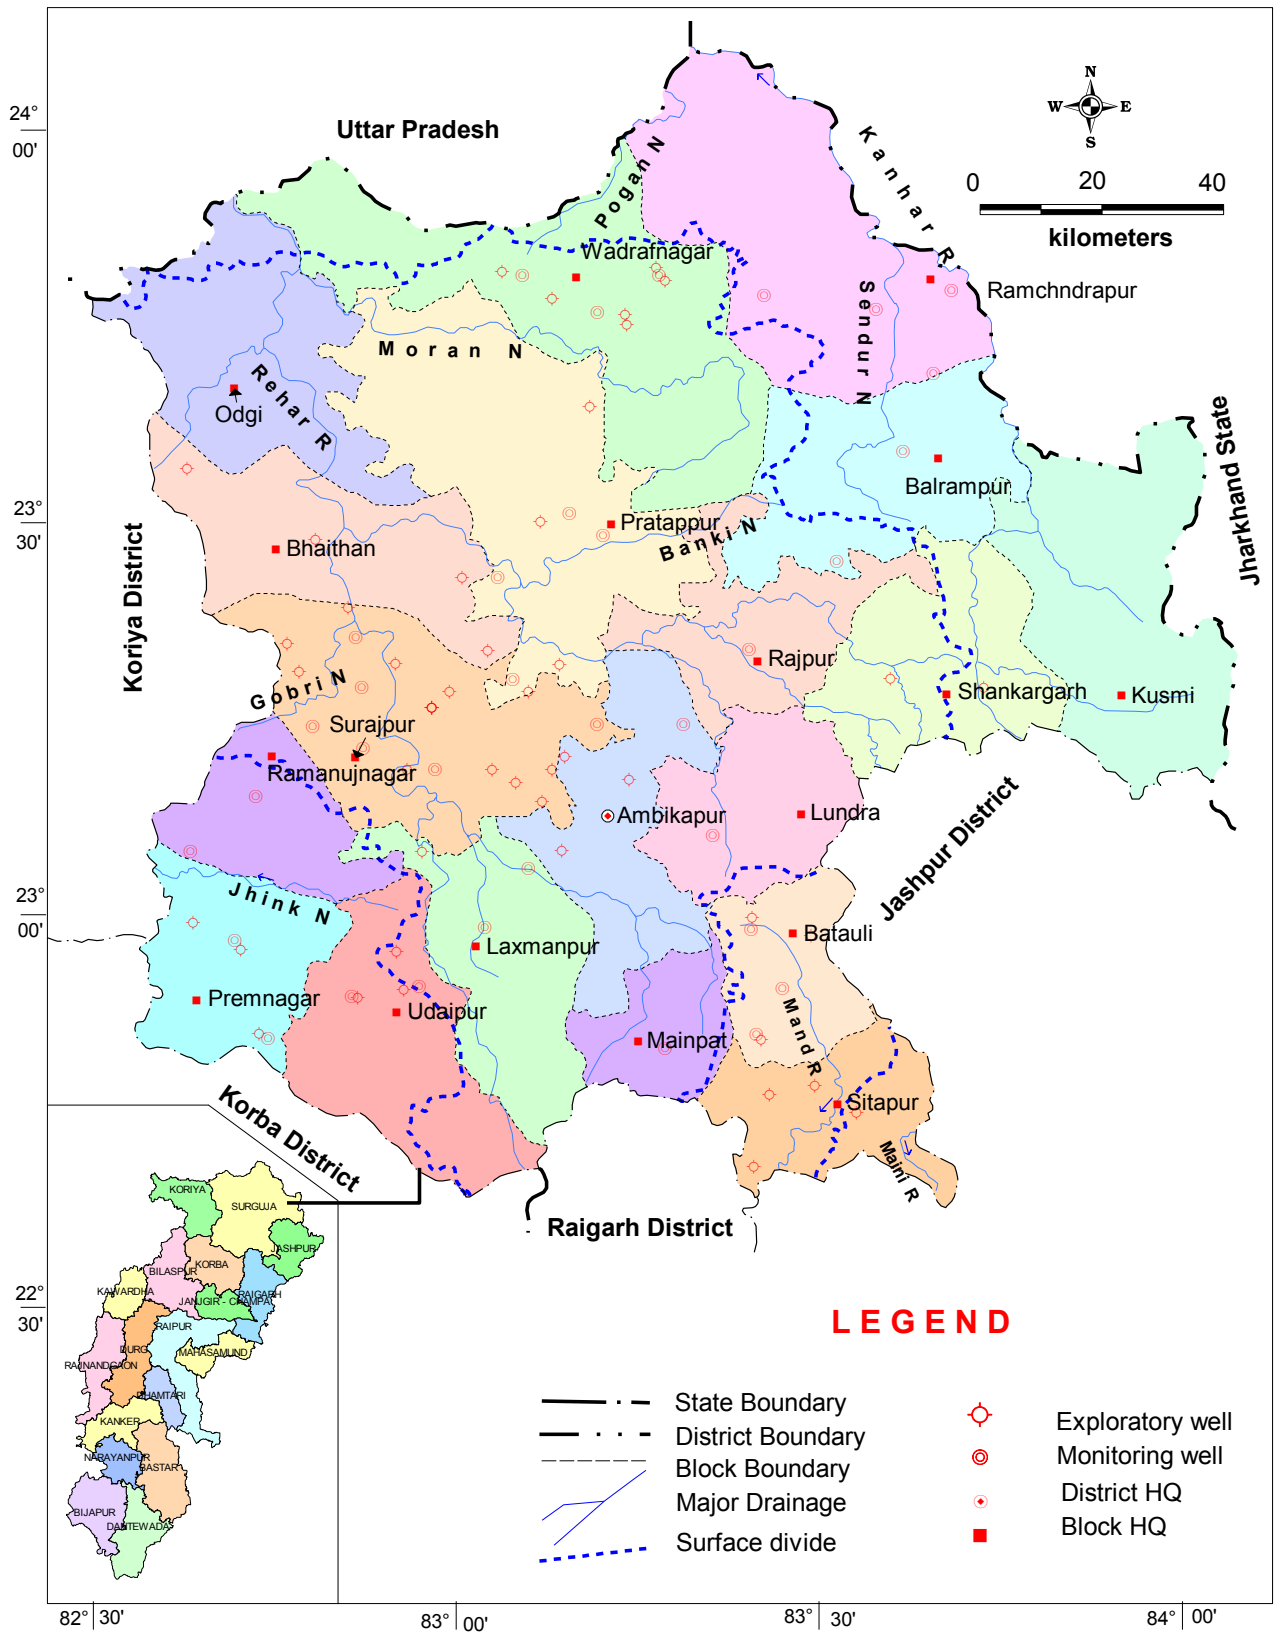 N
W E
S
24°
00'
Uttar Pradesh
Pogan N
Kanhar R.
0 20 40
kilometers
Wadrafnagar
Ramchndrapur
Sendur N
Moran N
Rehar R
Odgi
Jharkhand State
Balrampur
23°
30'
Pratappur
Banki N
Bhaithan
Koriya District
Rajpur
Shankargarh
Kusmi
Gobri N
Surajpur
Ramanujnagar
Ambikapur
Lundra
Jashpur District
Jhink N
23°
00'
Batauli
Laxmanpur
Premnagar
Udaipur
Mainpat
Mand R
Sitapur
Maini R
Korba District
Raigarh District
KORIYA
SURGUJA
JASHPUR
KORBA
BILASPUR
KAWARDHA
RAIGARH
JANJGIR - CHAMPA
RAIPUR
DURG
MAHASAMUND
RAJNANDGAON
DHAMTARI
KANKER
NARAYANPUR
BASTAR
BIJAPUR
DANTEWADA
22°
30'
LEGEND
State Boundary
District Boundary
Block Boundary
Major Drainage
Surface divide
Exploratory well
Monitoring well
District HQ
Block HQ
82° 30'
83° 00'
83° 30'
84° 00'